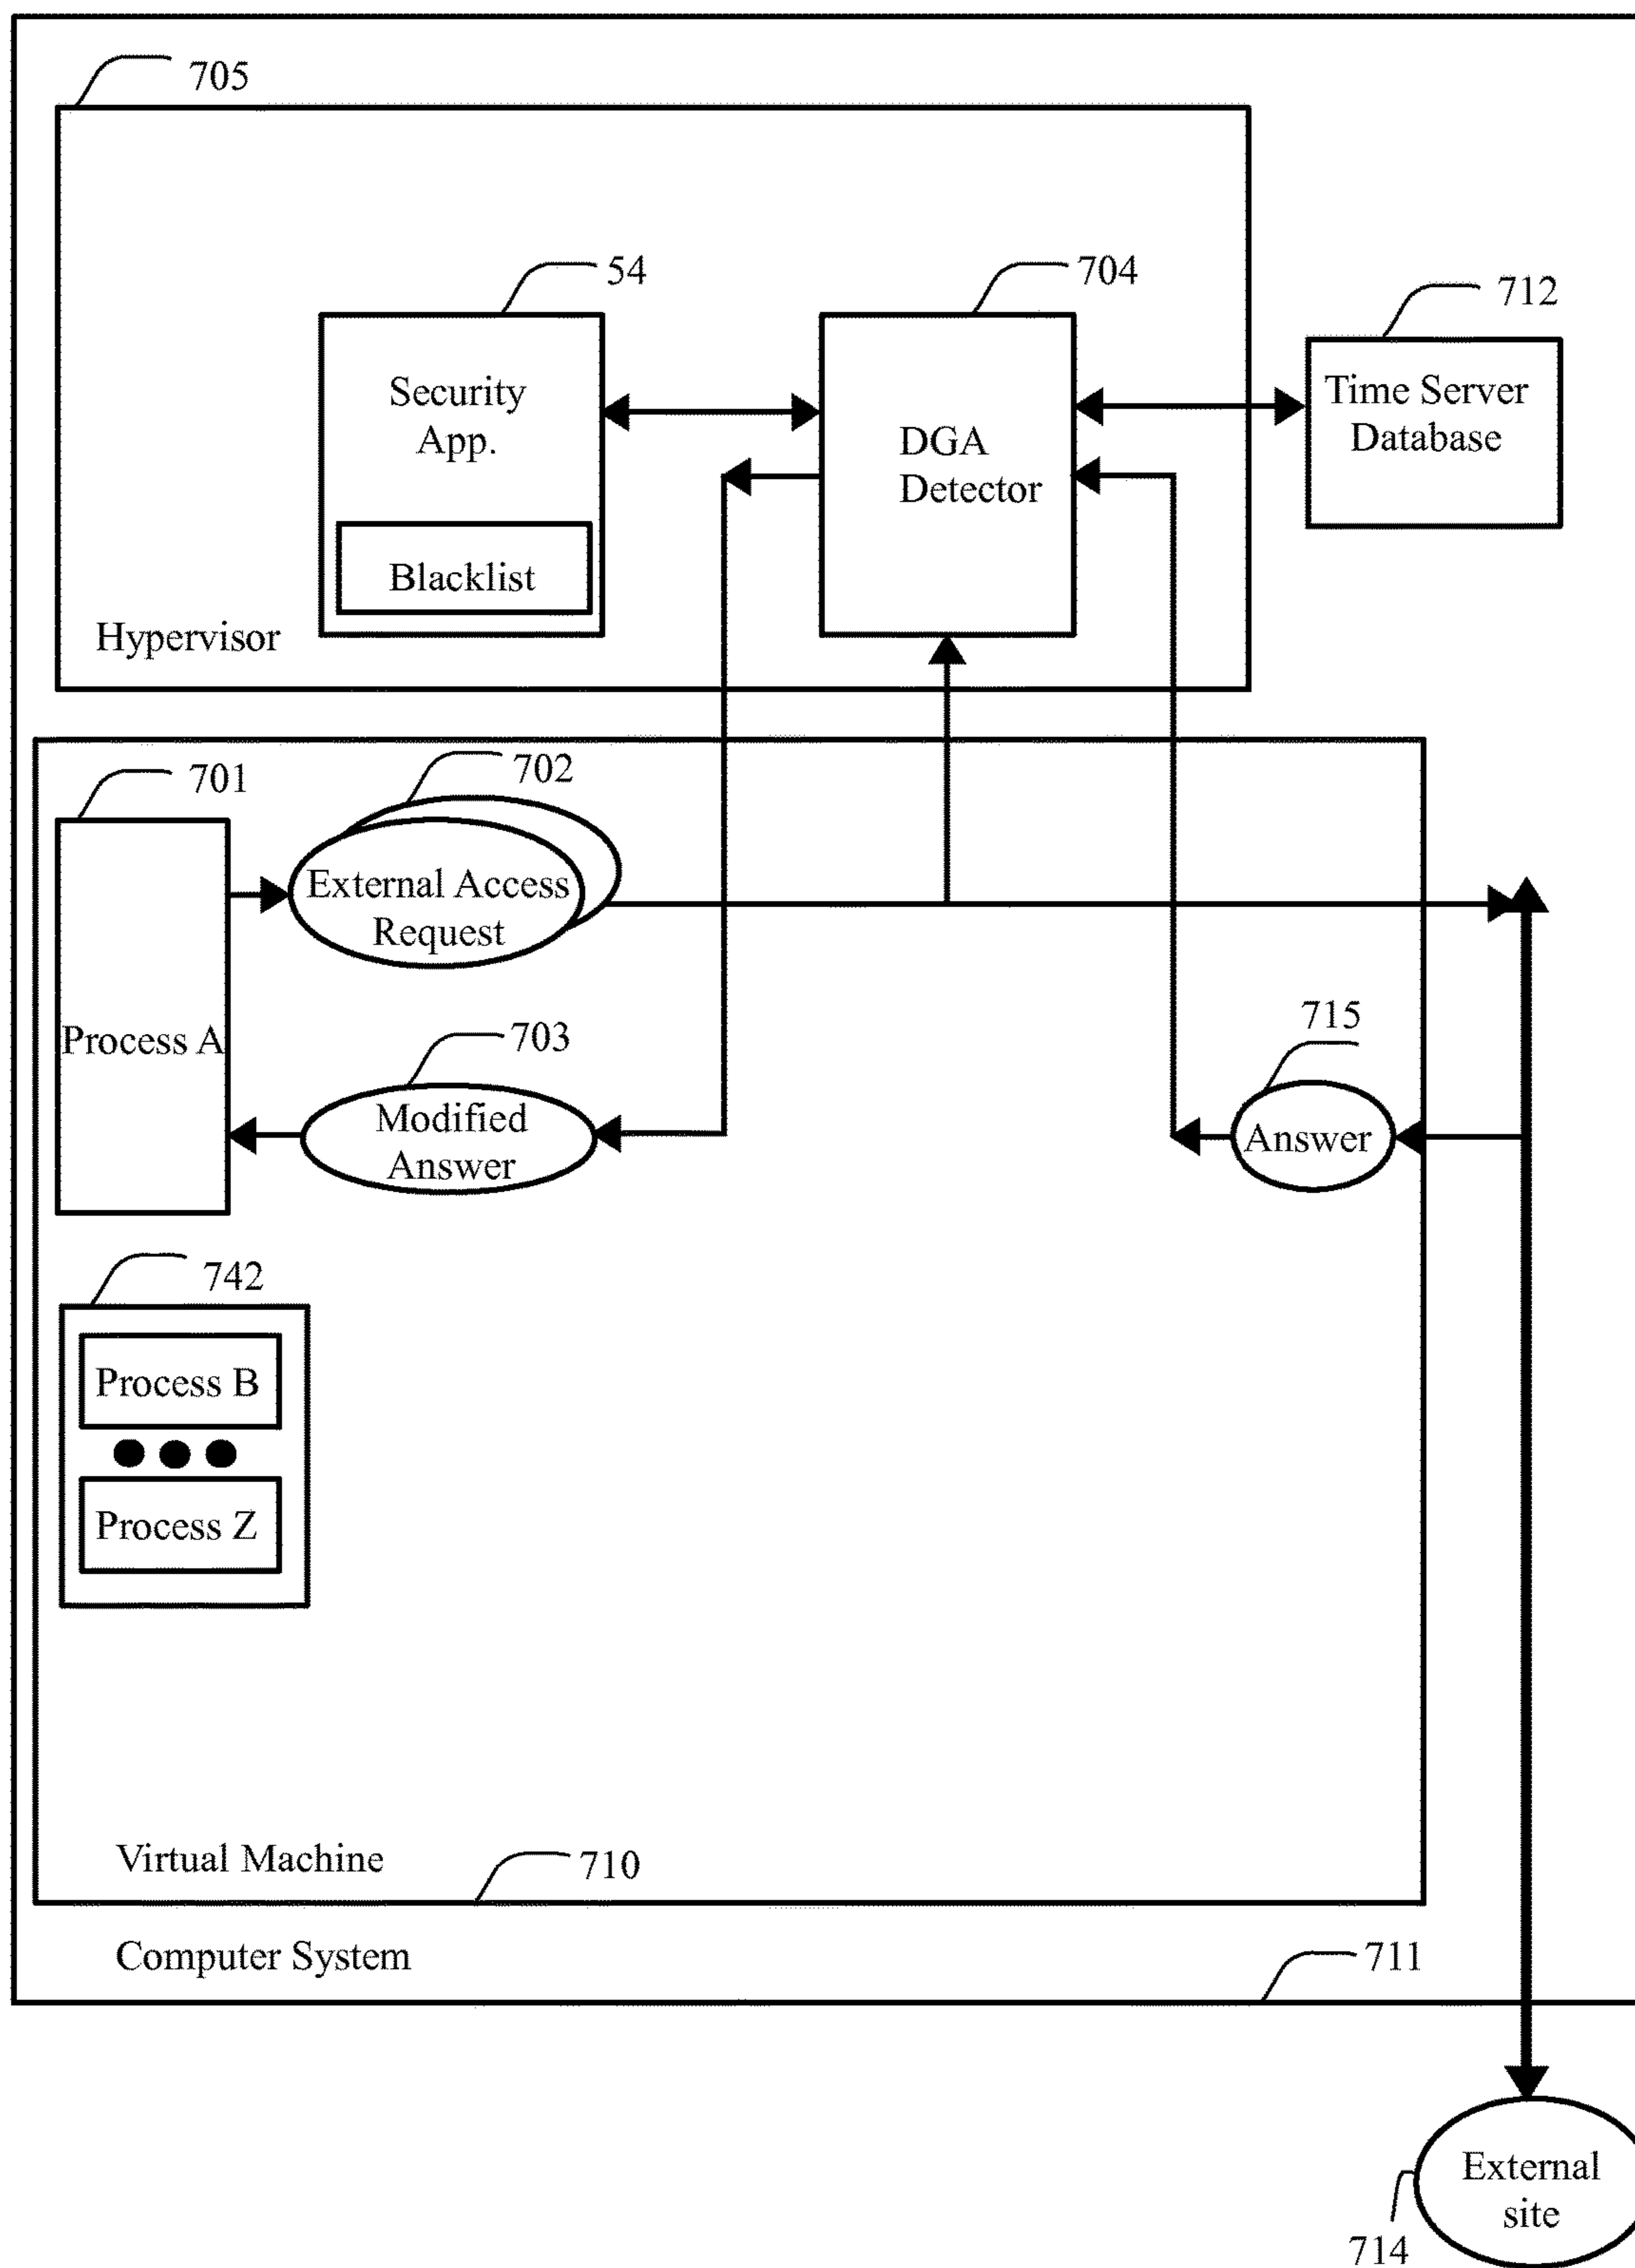 705
54
704
712
Security
App.
DGA
Detector
Time Server
Database
Blacklist
Hypervisor
701
702
External Access
Request
Process A
703
Modified
Answer
715
Answer
742
Process B
Process Z
Virtual Machine
710
Computer System
711
External
site
714